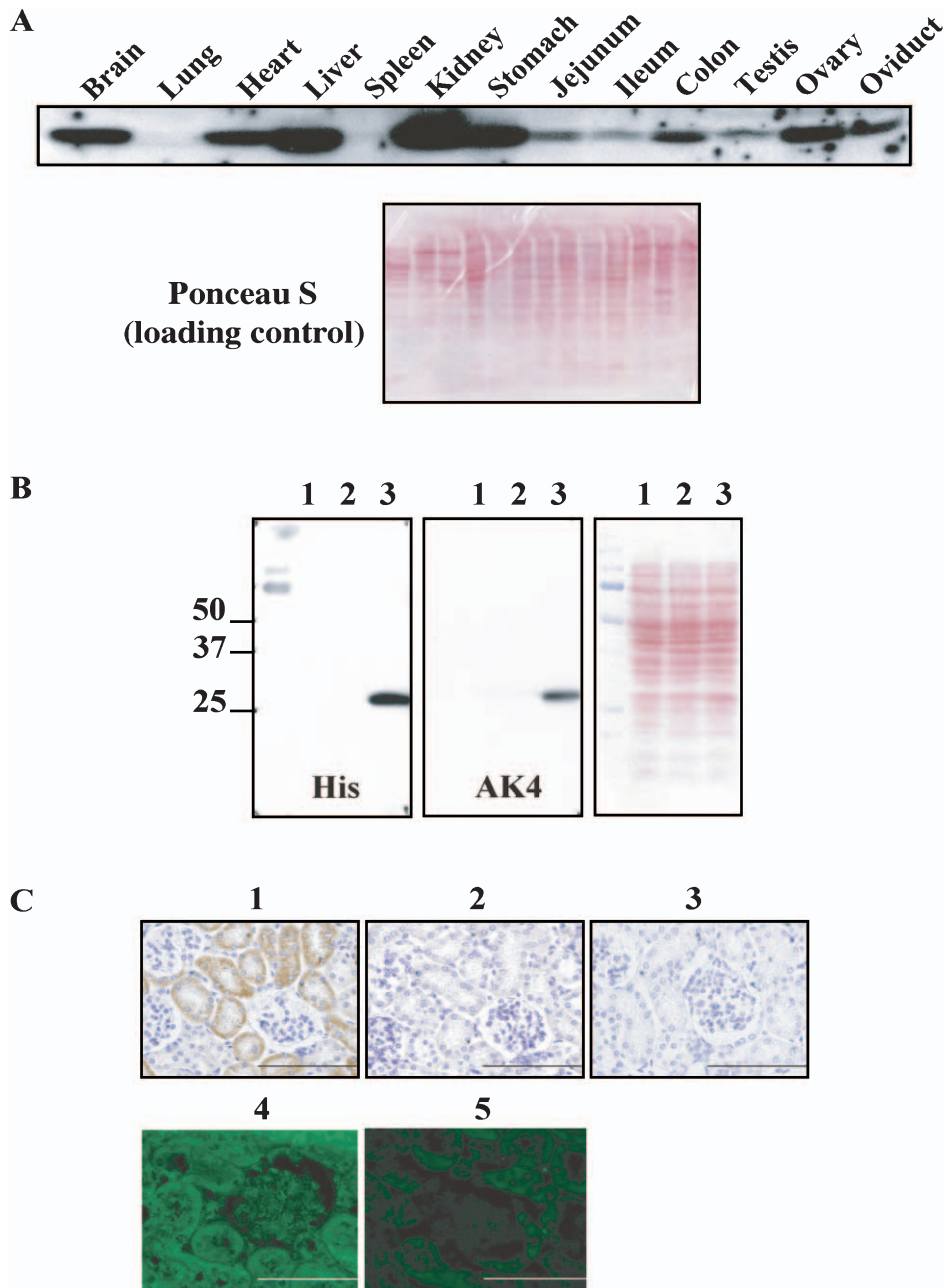 A
Brain Lung Heart Liver Spleen Kidney Stomach Jejunum Ileum Colon Testis Ovary Oviduct
Ponceau S
(loading control)
B
1 2 3 1 2 3 1 2 3
50
37
25
His AK4
C
1 2 3
4 5